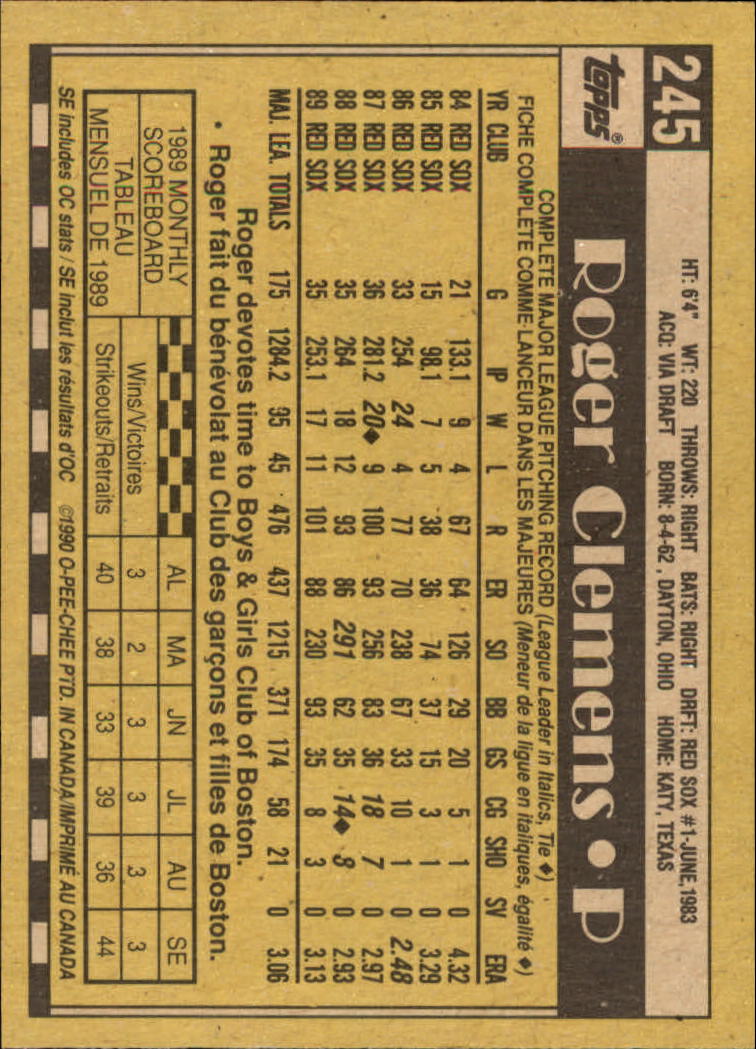 245
HT: 6'4" WT: 220 THROWS: RIGHT BATS: RIGHT DRFT: RED SOX #1-JUNE, 1983
ACQ: VIA DRAFT BORN: 8-4-62, DAYTON, OHIO HOME: KATY, TEXAS
topps®
Roger Clemens • P
COMPLETE MAJOR LEAGUE PITCHING RECORD (League Leader in Italics, Tie ♦)
FICHE COMPLÈTE COMME LANCEUR DANS LES MAJEURES (Meneur de la ligue en italiques, égalité ♦)
YR CLUB G IP W L R ER SO BB GS CG SHO SV ERA
84 RED SOX 21 133.1 9 4 67 64 126 29 20 5 1 0 4.32
85 RED SOX 15 98.1 7 5 38 36 74 37 15 3 1 0 3.29
86 RED SOX 33 254 24 4 77 70 238 67 33 10 1 0 2.48
87 RED SOX 36 281.2 20♦ 9 100 93 256 83 36 18 7 0 2.97
88 RED SOX 35 264 18 12 93 86 291 62 35 14♦ 8 0 2.93
89 RED SOX 35 253.1 17 11 101 88 230 93 35 8 3 0 3.13
MAJ. LEA. TOTALS 175 1284.2 95 45 476 437 1215 371 174 58 21 0 3.06
Roger devotes time to Boys & Girls Club of Boston.
• Roger fait du bénévolat au Club des garçons et filles de Boston.
1989 MONTHLY SCOREBOARD
TABLEAU MENSUEL DE 1989
AL MA JN JL AU SE
Wins/Victoires 3 2 3 3 3 3
Strikeouts/Retraits 40 38 33 39 36 44
SE includes OC stats / SE inclut les résultats d'OC ©1990 O-PEE-CHEE PTD. IN CANADA/IMPRIMÉ AU CANADA